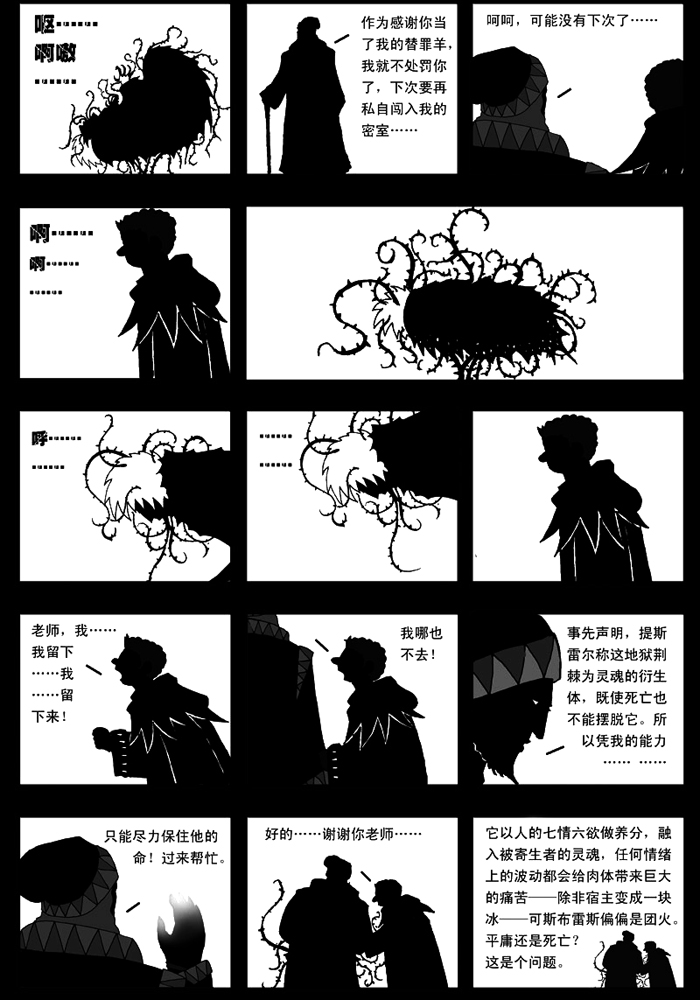 呕……
啊嗷
……
作为感谢你当
了我的替罪羊，
我就不处罚你
了，下次要再
私自闯入我的
密室……
呵呵，可能没有下次了……
啊……
啊……
……
呼……
……
……
……
老师，我……
我留下
……我
……留
下来！
我哪也
不去！
事先声明，提斯
雷尔称这地狱荆
棘为灵魂的衍生
体，既使死亡也
不能摆脱它。所
以凭我的能力
…… ……
只能尽力保住他的
命！过来帮忙。
好的……谢谢你老师……
它以人的七情六欲做养分，融
入被寄生者的灵魂，任何情绪
上的波动都会给肉体带来巨大
的痛苦——除非宿主变成一块
冰——可斯布雷斯偏偏是团火。
平庸还是死亡？
这是个问题。